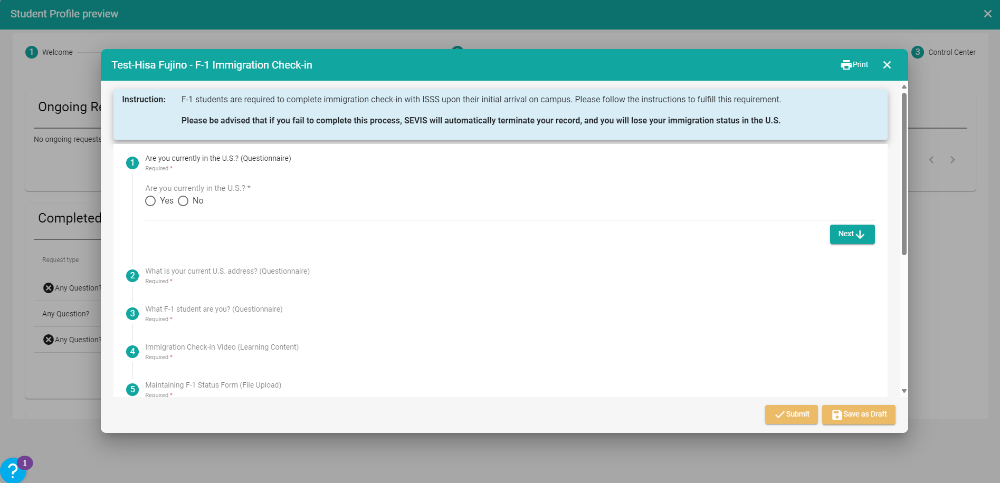 Student Profile preview
1 Welcome
3 Control Center
Test-Hisa Fujino - F-1 Immigration Check-in
Print
Instruction: F-1 students are required to complete immigration check-in with ISSS upon their initial arrival on campus. Please follow the instructions to fulfill this requirement.
Please be advised that if you fail to complete this process, SEVIS will automatically terminate your record, and you will lose your immigration status in the U.S.
Ongoing Re
No ongoing requests
Completed
Request type
Any Question?
Any Question?
Any Question?
1 Are you currently in the U.S.? (Questionnaire)
Required *
Are you currently in the U.S.? *
Yes No
Next
2 What is your current U.S. address? (Questionnaire)
Required *
3 What F-1 student are you? (Questionnaire)
Required *
4 Immigration Check-in Video (Learning Content)
Required *
5 Maintaining F-1 Status Form (File Upload)
Required *
Submit Save as Draft
? 1